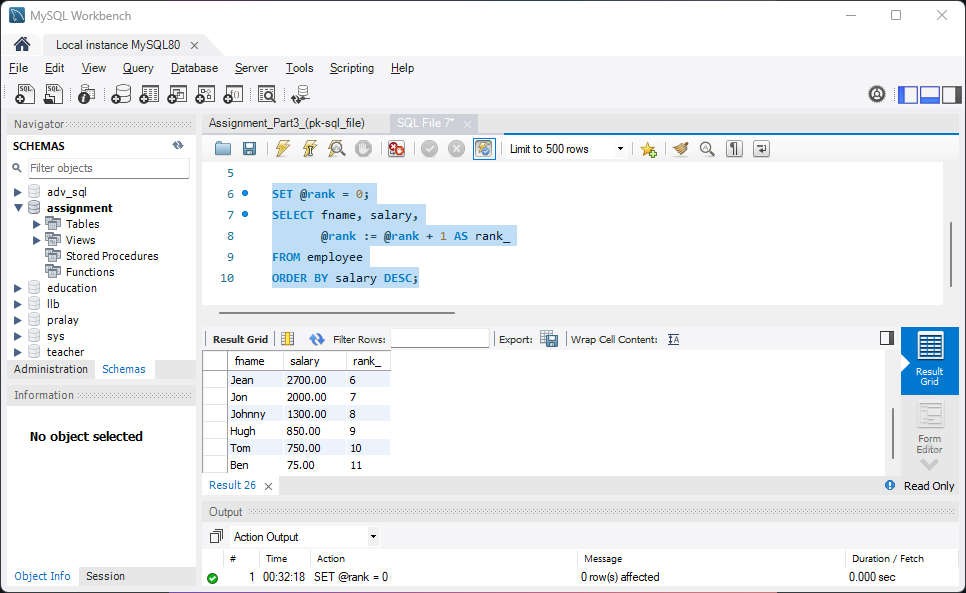 MySQL Workbench
Local instance MySQL80
File Edit View Query Database Server Tools Scripting Help
Navigator
SCHEMAS
Filter objects
adv_sql
assignment
Tables
Views
Stored Procedures
Functions
education
llb
pralay
sys
teacher
Administration Schemas
Information
No object selected
Object Info Session
Assignment_Part3_(pk-sql_file) SQL File 7*
Limit to 500 rows
5
6 SET @rank = 0;
7 SELECT fname, salary,
8 @rank := @rank + 1 AS rank_
9 FROM employee
10 ORDER BY salary DESC;
Result Grid Filter Rows: Export: Wrap Cell Content:
fname salary rank_
Jean 2700.00 6
Jon 2000.00 7
Johnny 1300.00 8
Hugh 850.00 9
Tom 750.00 10
Ben 75.00 11
Result Grid
Form Editor
Result 26 Read Only
Output
Action Output
# Time Action Message Duration / Fetch
1 00:32:18 SET @rank = 0 0 row(s) affected 0.000 sec